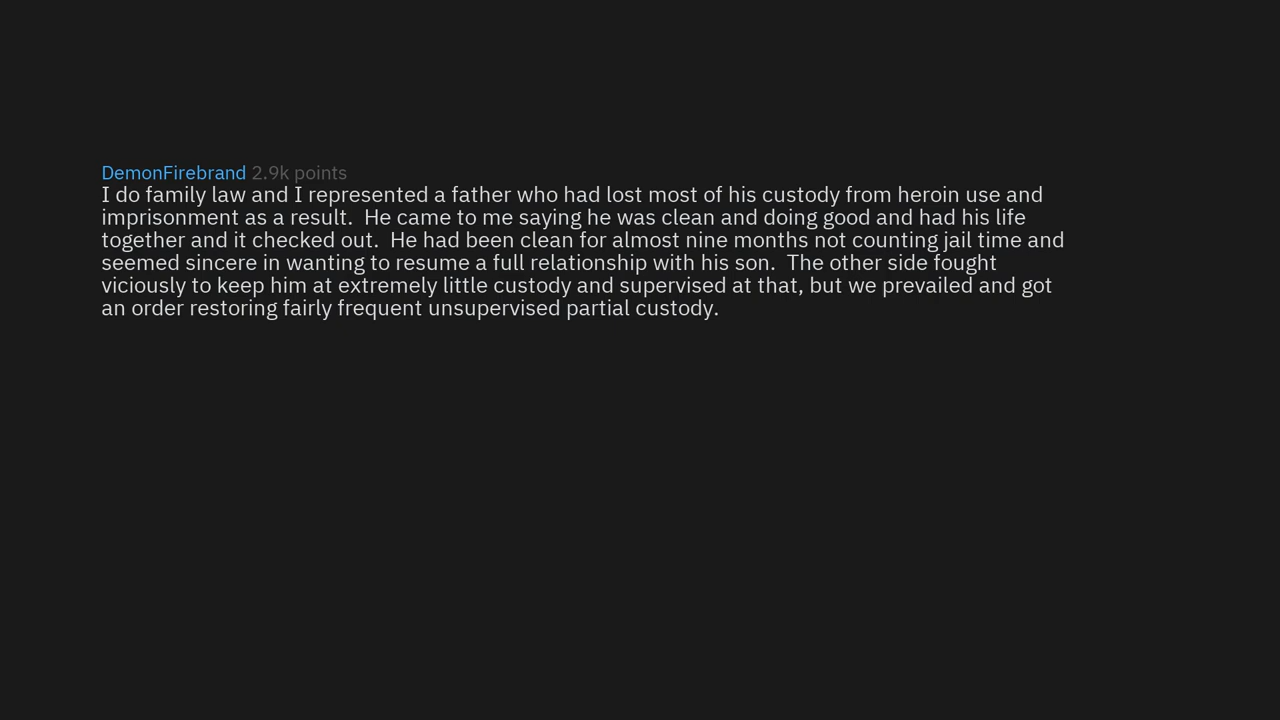 DemonFirebrand 2.9k points
I do family law and I represented a father who had lost most of his custody from heroin use and
imprisonment as a result.  He came to me saying he was clean and doing good and had his life
together and it checked out.  He had been clean for almost nine months not counting jail time and
seemed sincere in wanting to resume a full relationship with his son.  The other side fought
viciously to keep him at extremely little custody and supervised at that, but we prevailed and got
an order restoring fairly frequent unsupervised partial custody.